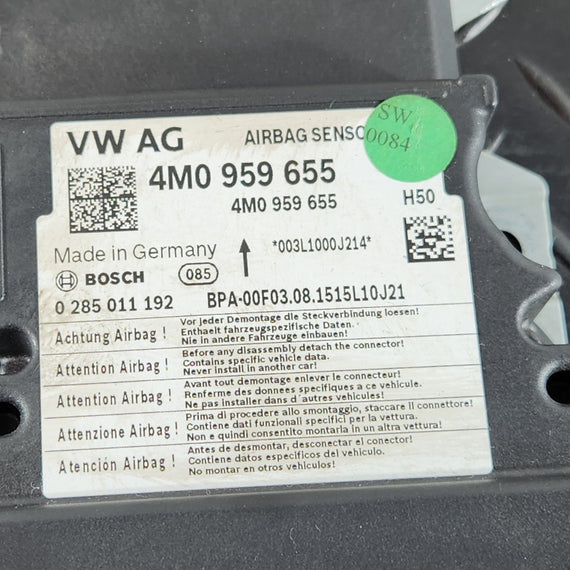 VW AG
AIRBAG SENSO
SW
0084
4M0 959 655
4M0 959 655
H50
Made in Germany
*003L1000J214*
BOSCH
085
0 285 011 192
BPA-00F03.08.1515L10J21
Achtung Airbag !
Vor jeder Demontage die Steckverbindung loesen!
Enthaelt fahrzeugspezifische Daten.
Nie in andere Fahrzeuge einbauen!
Attention Airbag !
Before any disassembly detach the connector!
Contains specific vehicle data.
Never install in another car!
Attention Airbag !
Avant tout demontage enlever le connecteur!
Renferme des données specifiques a ce vehicule.
Ne pas installer dans d´autres vehicules!
Attenzione Airbag !
Prima di procedere allo smontaggio, staccare il connettore!
Contiene dati funzionali specifici per la vettura.
Non e quindi consentito montarla in un altra vettura!
Atención Airbag !
Antes de desmontar, desconectar el conector!
Contiene datos especificos del vehiculo.
No montar en otros vehiculos!